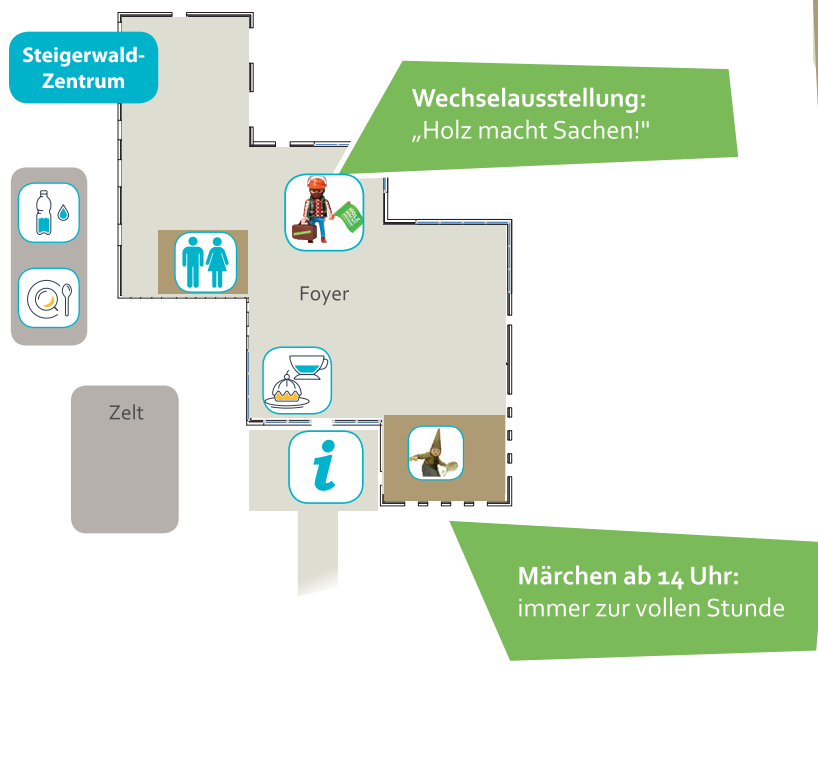 Steigerwald-
Zentrum
Wechselausstellung:
„Holz macht Sachen!"
Foyer
Zelt
i
Märchen ab 14 Uhr:
immer zur vollen Stunde